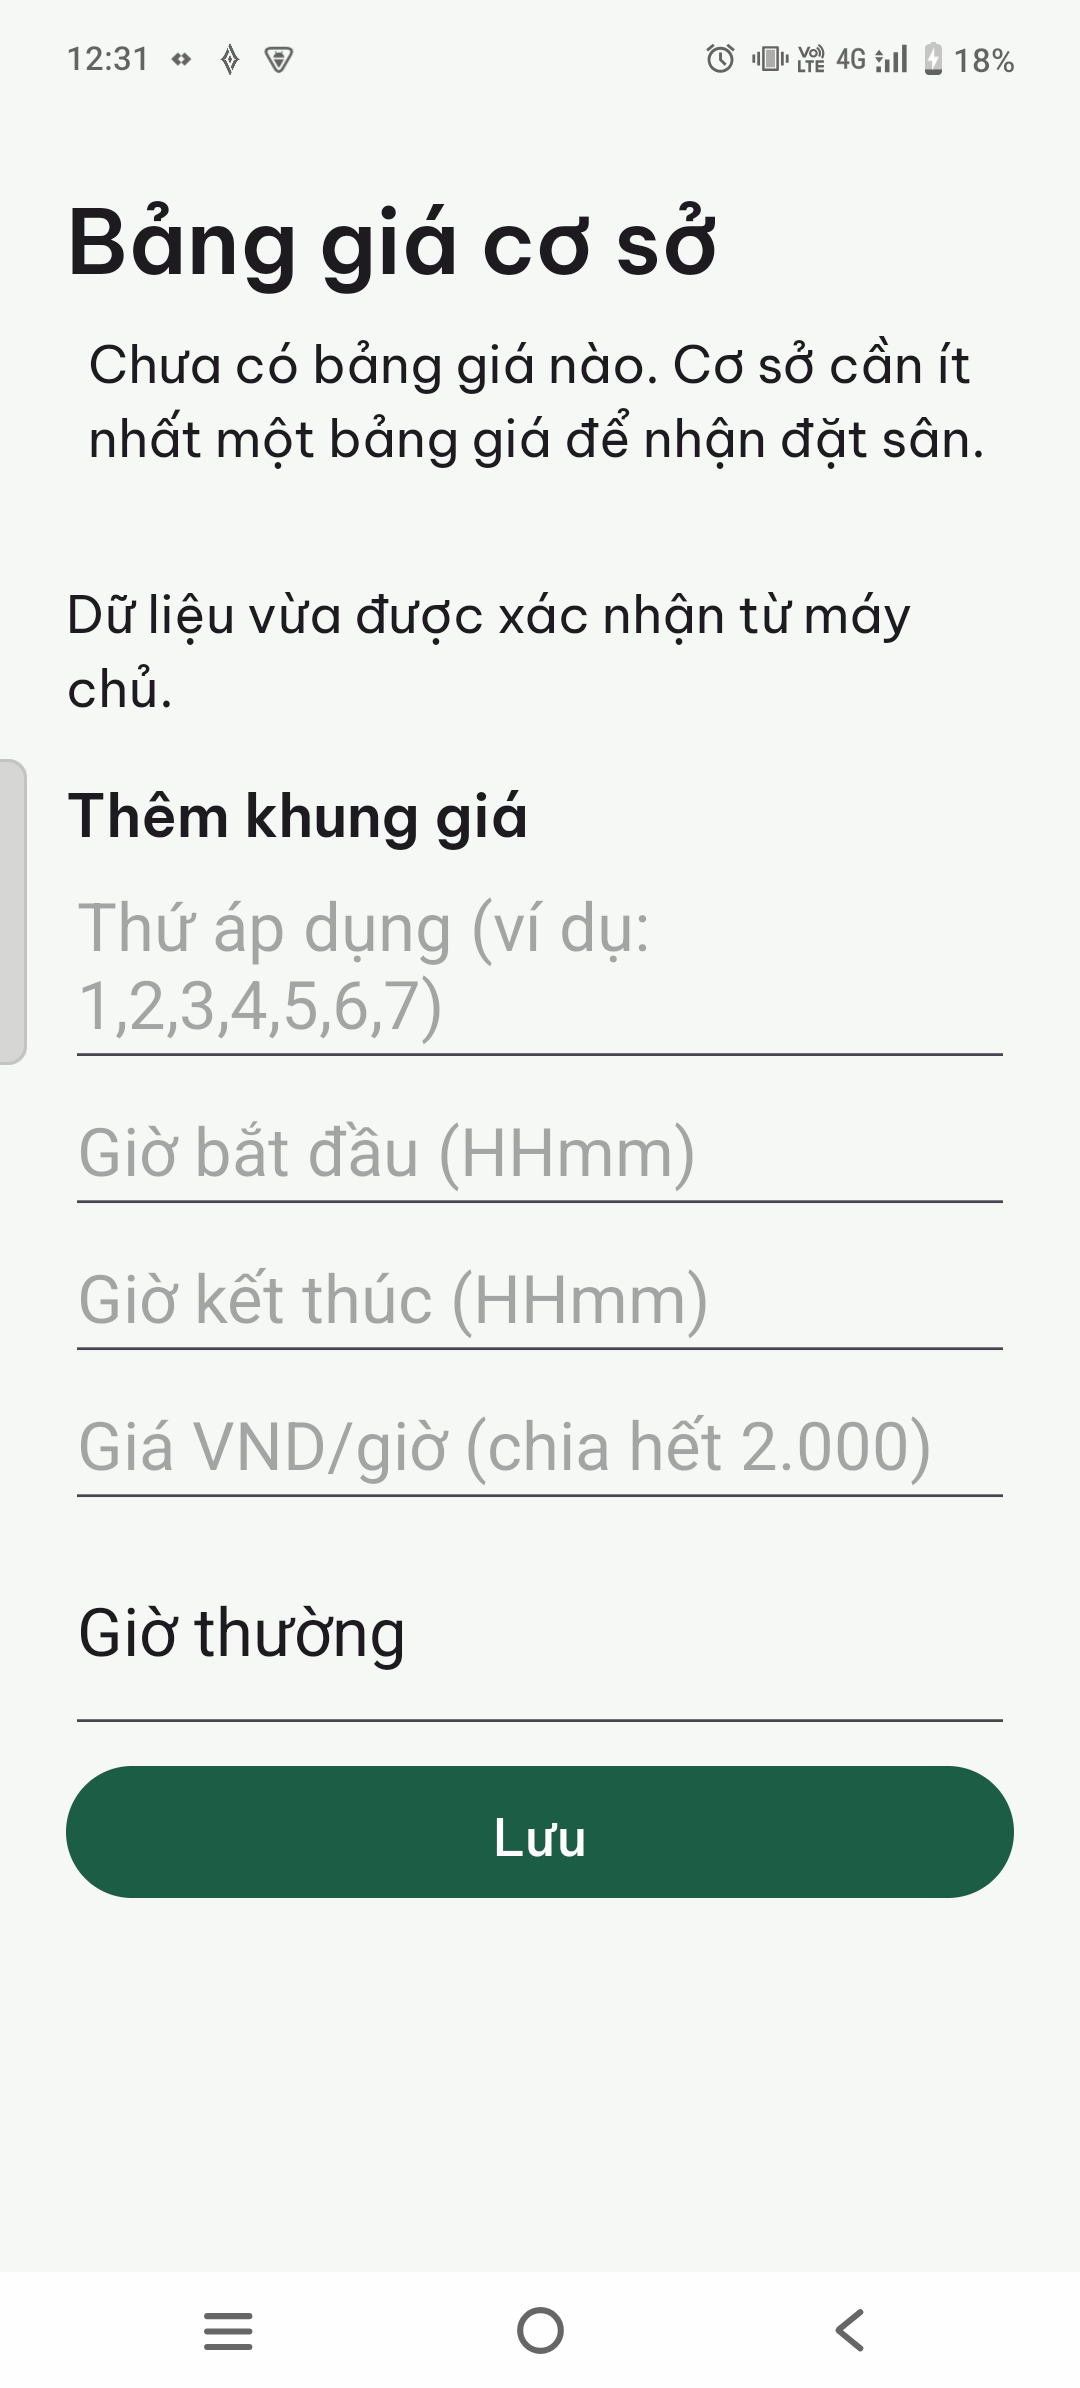 12:31
VoLTE 4G 18%
Bảng giá cơ sở
Chưa có bảng giá nào. Cơ sở cần ít
nhất một bảng giá để nhận đặt sân.
Dữ liệu vừa được xác nhận từ máy
chủ.
Thêm khung giá
Thứ áp dụng (ví dụ:
1,2,3,4,5,6,7)
Giờ bắt đầu (HHmm)
Giờ kết thúc (HHmm)
Giá VND/giờ (chia hết 2.000)
Giờ thường
Lưu